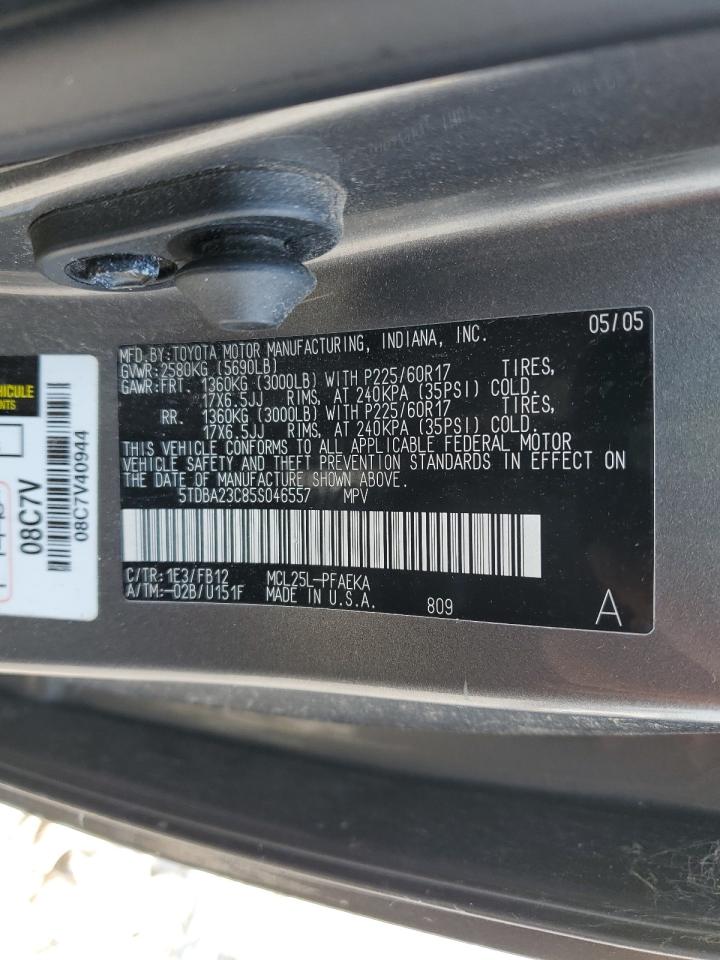 MFD.BY:TOYOTA MOTOR MANUFACTURING, INDIANA, INC. 05/05
GVWR:2580KG (5690LB)
GAWR:FRT. 1360KG (3000LB) WITH P225/60R17 TIRES,
17X6.5JJ RIMS, AT 240KPA (35PSI) COLD.
RR. 1360KG (3000LB) WITH P225/60R17 TIRES,
17X6.5JJ RIMS, AT 240KPA (35PSI) COLD.
THIS VEHICLE CONFORMS TO ALL APPLICABLE FEDERAL MOTOR
VEHICLE SAFETY AND THEFT PREVENTION STANDARDS IN EFFECT ON
THE DATE OF MANUFACTURE SHOWN ABOVE.
5TDBA23C85S046557 MPV
C/TR:1E3/FB12 MCL25L-PFAEKA
A/TM:-02B/U151F MADE IN U.S.A. 809 A
08C7V
08C7V40944